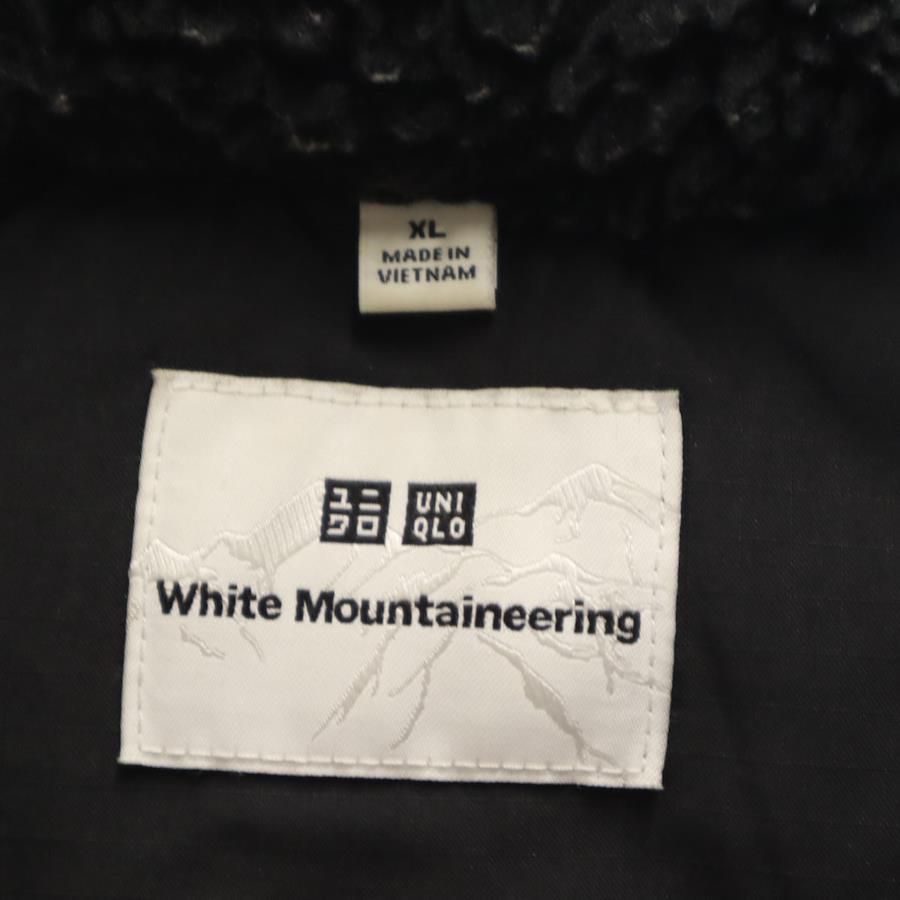 XL
MADE IN
VIETNAM
ユニ UNI
クロ QLO
White Mountaineering